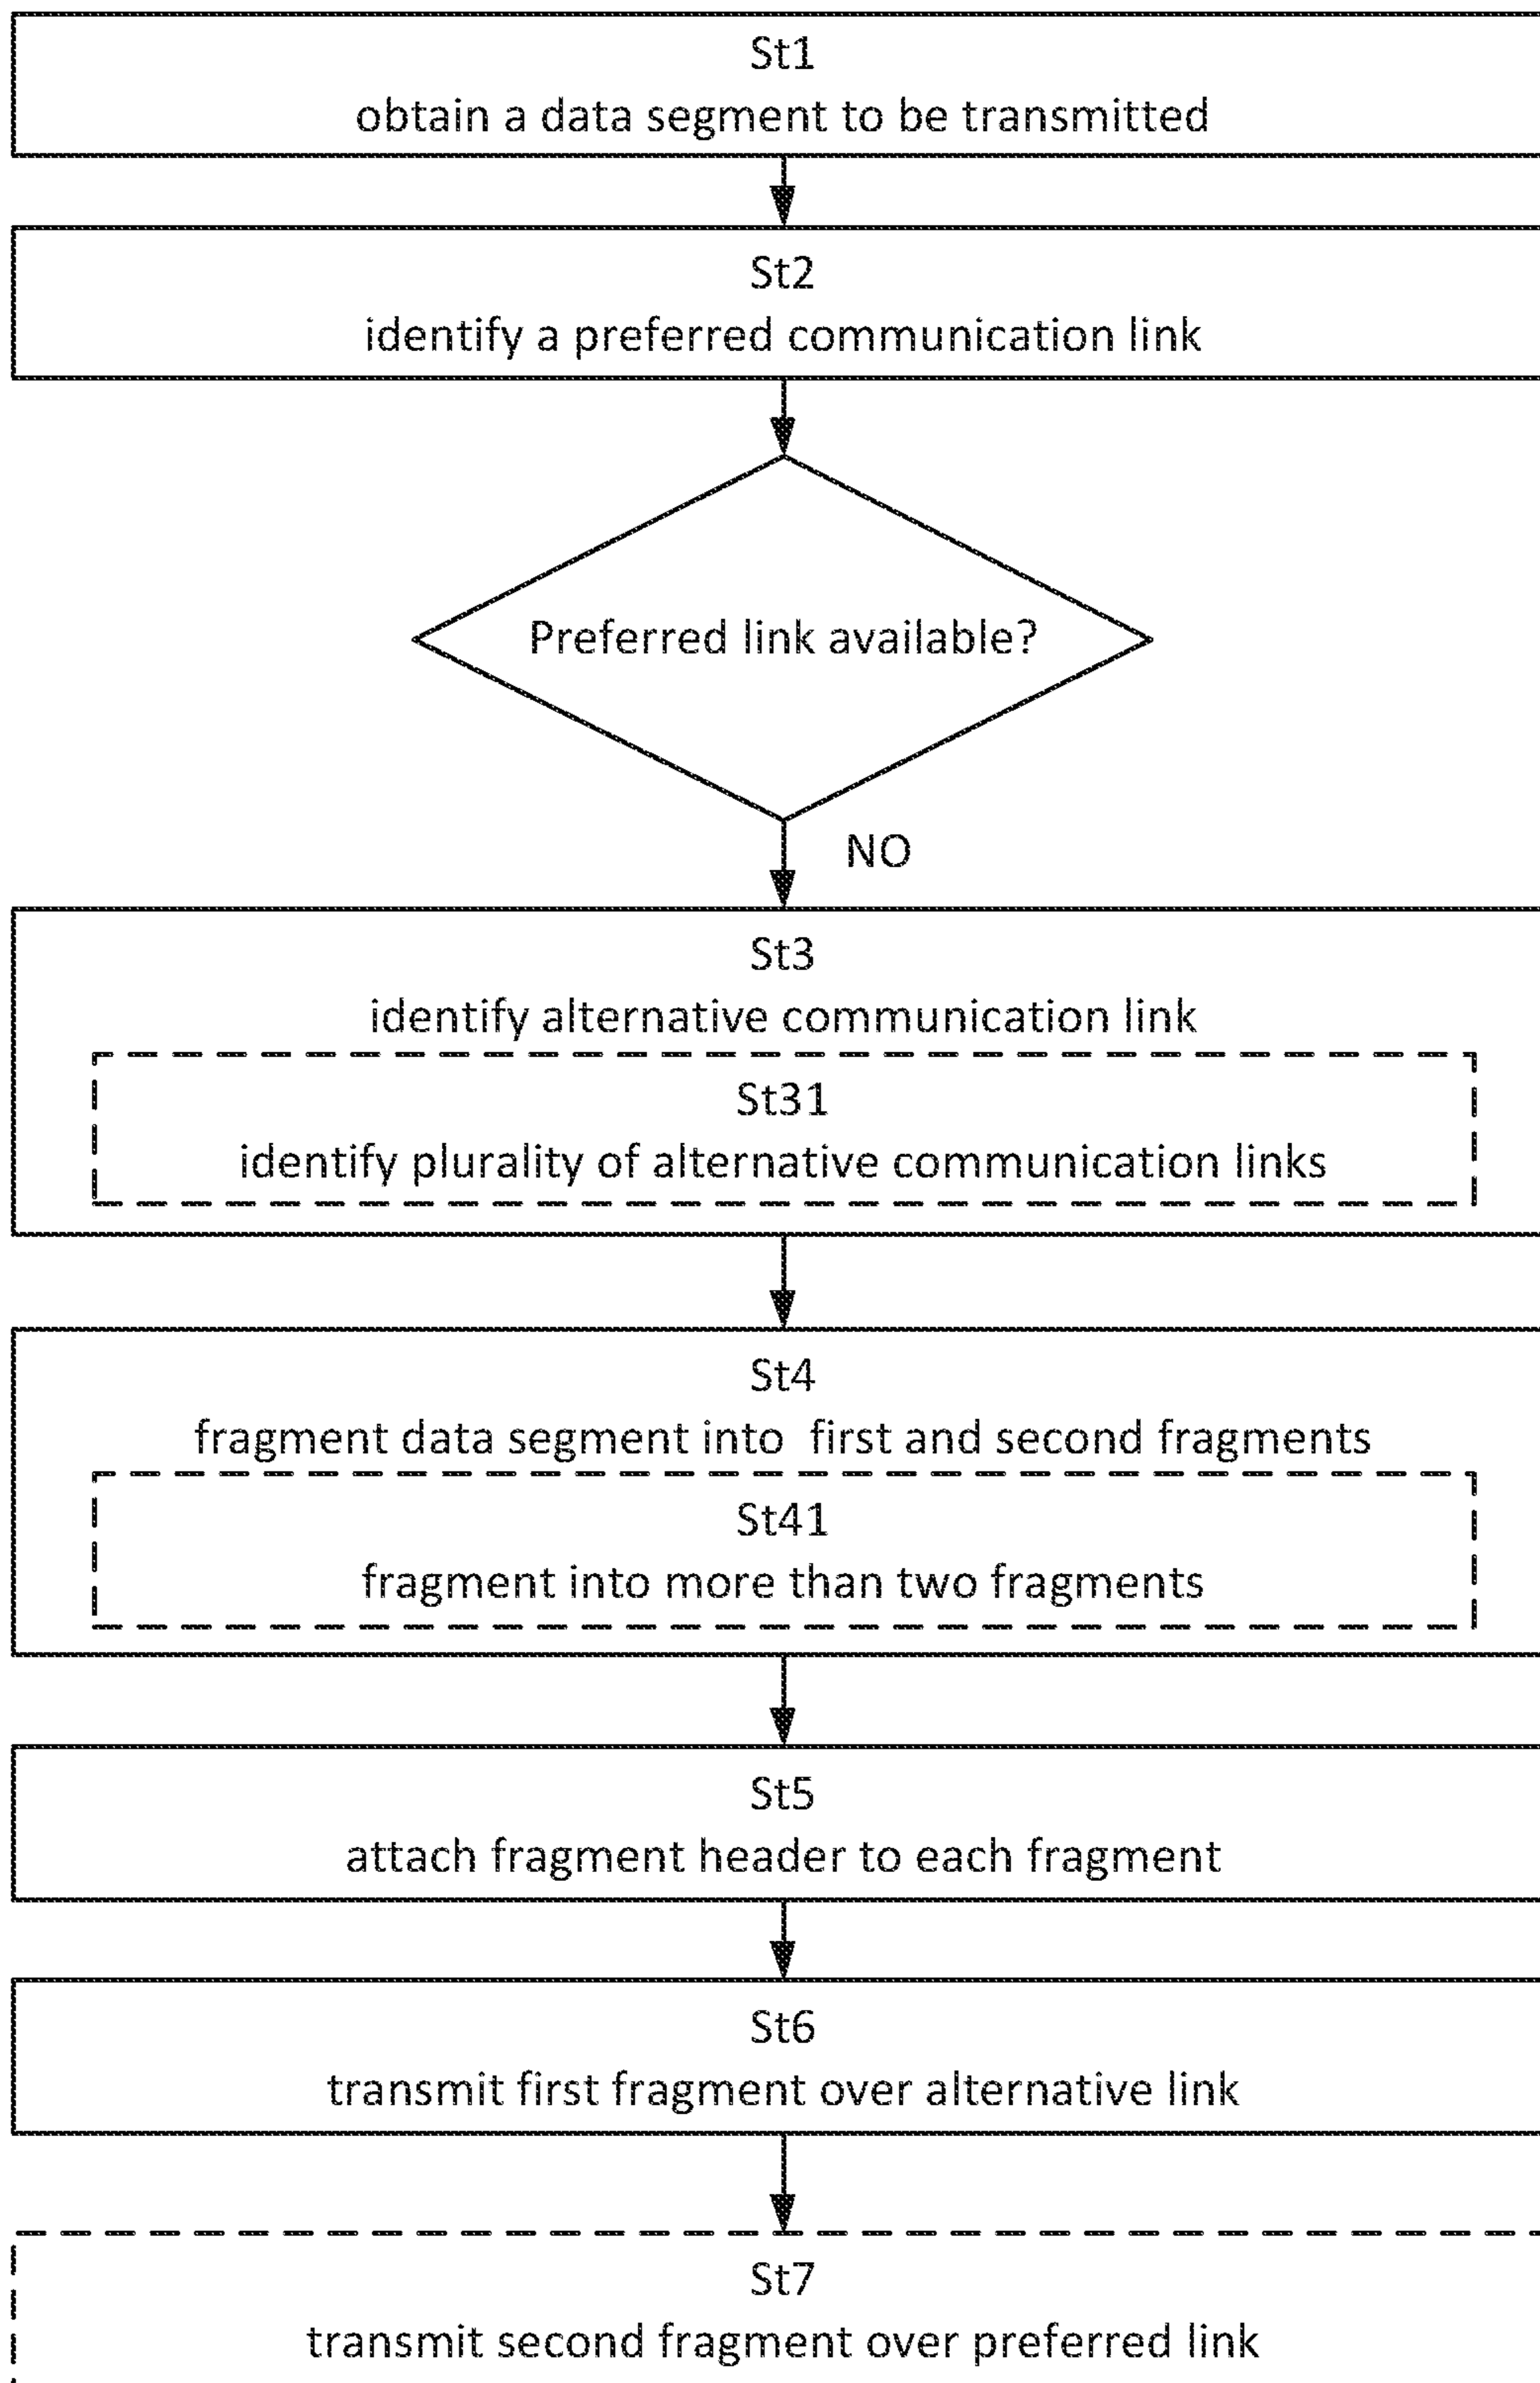 St1
obtain a data segment to be transmitted
St2
identify a preferred communication link
Preferred link available?
NO
St3
identify alternative communication link
St31
identify plurality of alternative communication links
St4
fragment data segment into  first and second fragments
St41
fragment into more than two fragments
St5
attach fragment header to each fragment
St6
transmit first fragment over alternative link
St7
transmit second fragment over preferred link